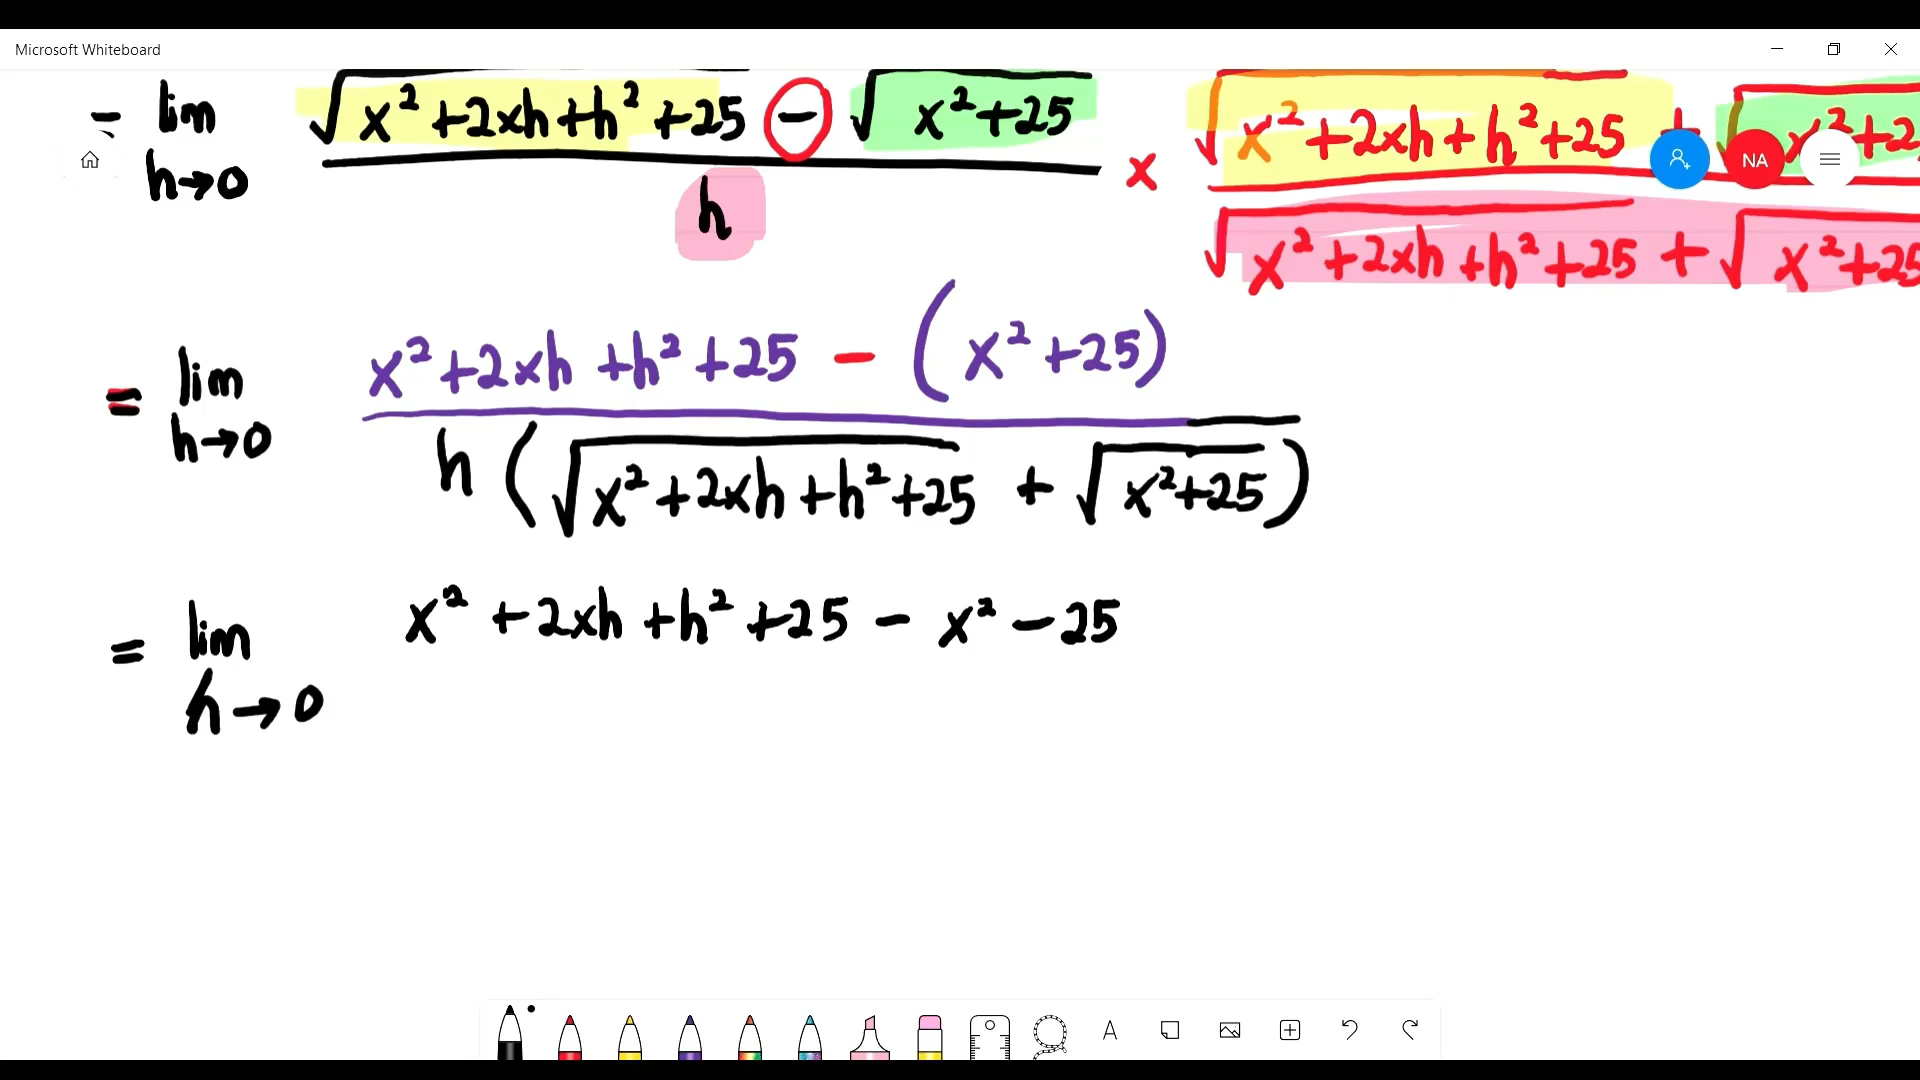 Microsoft Whiteboard
= lim h→0 √(x²+2xh+h²+25) − √(x²+25) / h × √(x²+2xh+h²+25) + √(x²+2 / √(x²+2xh+h²+25) + √(x²+25
NA
= lim h→0 x²+2xh+h²+25 − (x²+25) / h(√(x²+2xh+h²+25) + √(x²+25))
= lim h→0 x²+2xh+h²+25−x²−25
A